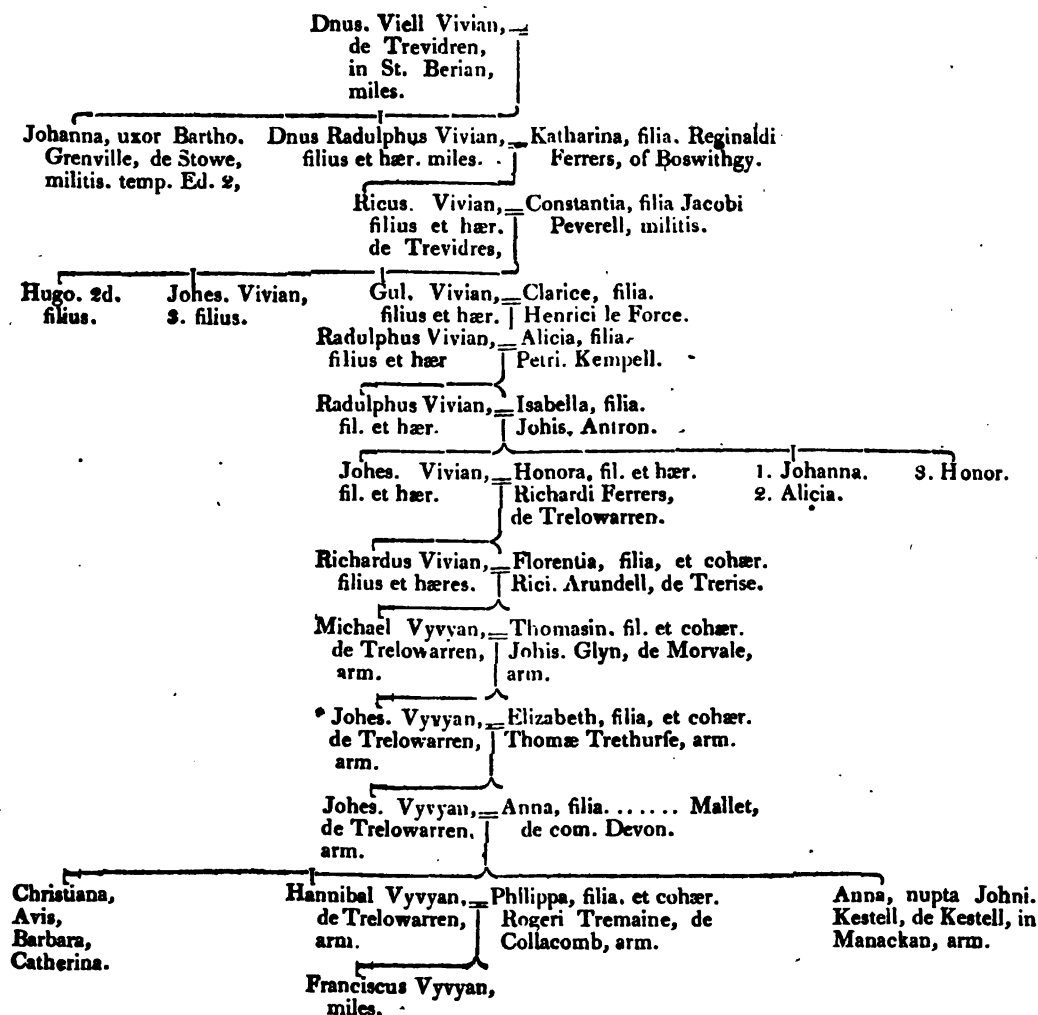 Dnus. Viell Vivian,
de Trevidren,
in St. Berian,
miles.
Johanna, uxor Bartho.
Grenville, de Stowe,
militis. temp. Ed. 2,
Dnus Radulphus Vivian,
filius et hær. miles.
Katharina, filia. Reginaldi
Ferrers, of Boswithgy.
Ricus. Vivian,
filius et hær.
de Trevidres,
Constantia, filia Jacobi
Peverell, militis.
Hugo. 2d.
filius.
Johes. Vivian,
3. filius.
Gul. Vivian,
filius et hær.
Clarice, filia.
Henrici le Force.
Radulphus Vivian,
filius et hær
Alicia, filia
Petri. Kempell.
Radulphus Vivian,
fil. et hær.
Isabella, filia.
Johis, Antron.
Johes. Vivian,
fil. et hær.
Honora, fil. et hær.
Richardi Ferrers,
de Trelowarren.
1. Johanna.
2. Alicia.
3. Honor.
Richardus Vivian,
filius et hæres.
Florentia, filia, et cohær.
Rici. Arundell, de Trerise.
Michael Vyvyan,
de Trelowarren,
arm.
Thomasin. fil. et cohær.
Johis. Glyn, de Morvale,
arm.
Johes. Vyvyan,
de Trelowarren,
arm.
Elizabeth, filia, et cohær.
Thomæ Trethurfe, arm.
Johes. Vyvyan,
de Trelowarren,
arm.
Anna, filia....... Mallet,
de com. Devon.
Christiana,
Avis,
Barbara,
Catherina.
Hannibal Vyvyan,
de Trelowarren,
arm.
Philippa, filia. et cohær.
Rogeri Tremaine, de
Collacomb, arm.
Anna, nupta Johni.
Kestell, de Kestell, in
Manackan, arm.
Franciscus Vyvyan,
miles.